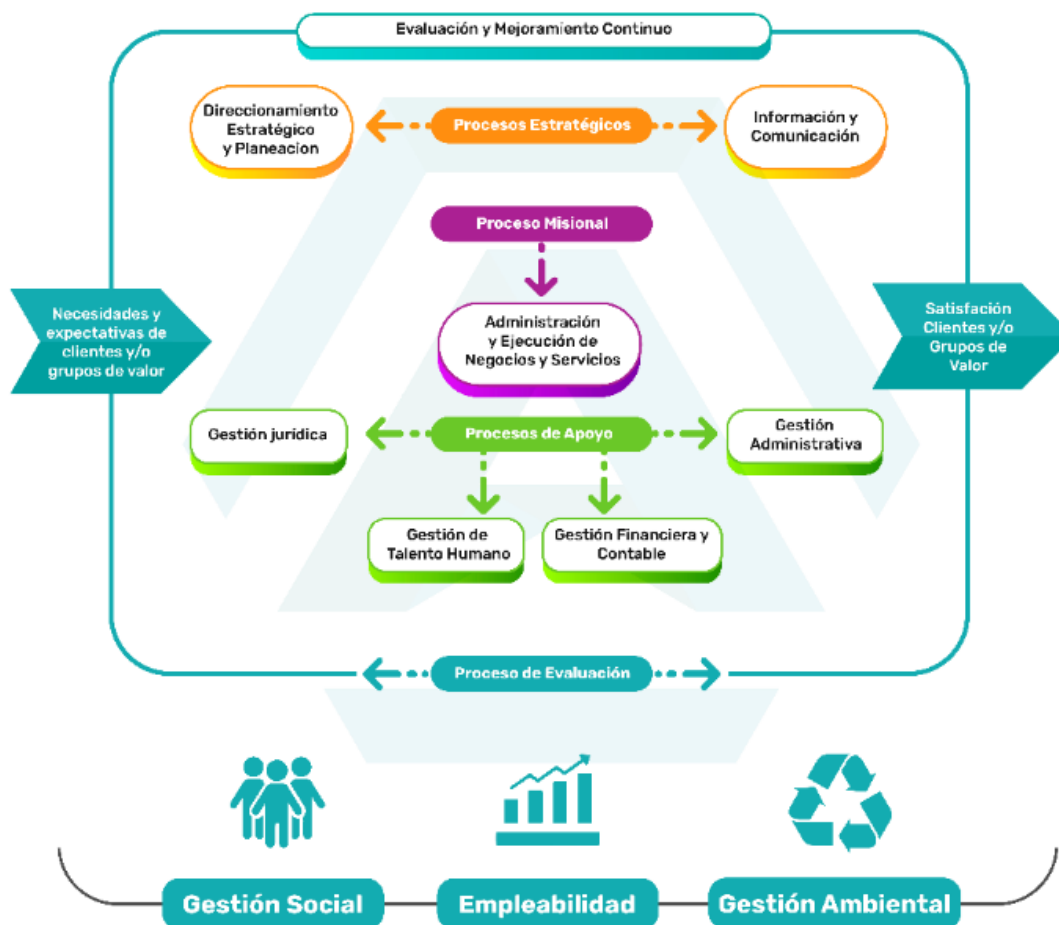 Evaluación y Mejoramiento Continuo
Direccionamiento
Estratégico
y Planeacion
Procesos Estratégicos
Información y
Comunicación
Proceso Misional
Necesidades y
expectativas de
clientes y/o
grupos de valor
Administración
y Ejecución de
Negocios y Servicios
Satisfacción
Clientes y/o
Grupos de
Valor
Gestión jurídica
Procesos de Apoyo
Gestión
Administrativa
Gestión de
Talento Humano
Gestión Financiera y
Contable
Proceso de Evaluación
Gestión Social
Empleabilidad
Gestión Ambiental